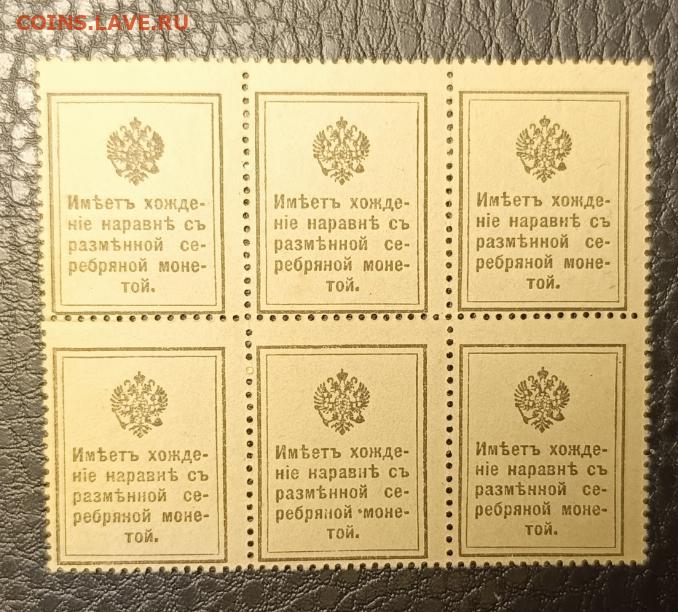 COINS.LAVE.RU
Имѣетъ хожде-
ніе наравнѣ съ
размѣнной се-
ребряной моне-
той.
Имѣетъ хожде-
ніе наравнѣ съ
размѣнной се-
ребряной моне-
той.
Имѣетъ хожде-
ніе наравнѣ съ
размѣнной се-
ребряной моне-
той.
Имѣетъ хожде-
ніе наравнѣ съ
размѣнной се-
ребряной моне-
той.
Имѣетъ хожде-
ніе наравнѣ съ
размѣнной се-
ребряной моне-
той.
Имѣетъ хожде-
ніе наравнѣ съ
размѣнной се-
ребряной моне-
той.